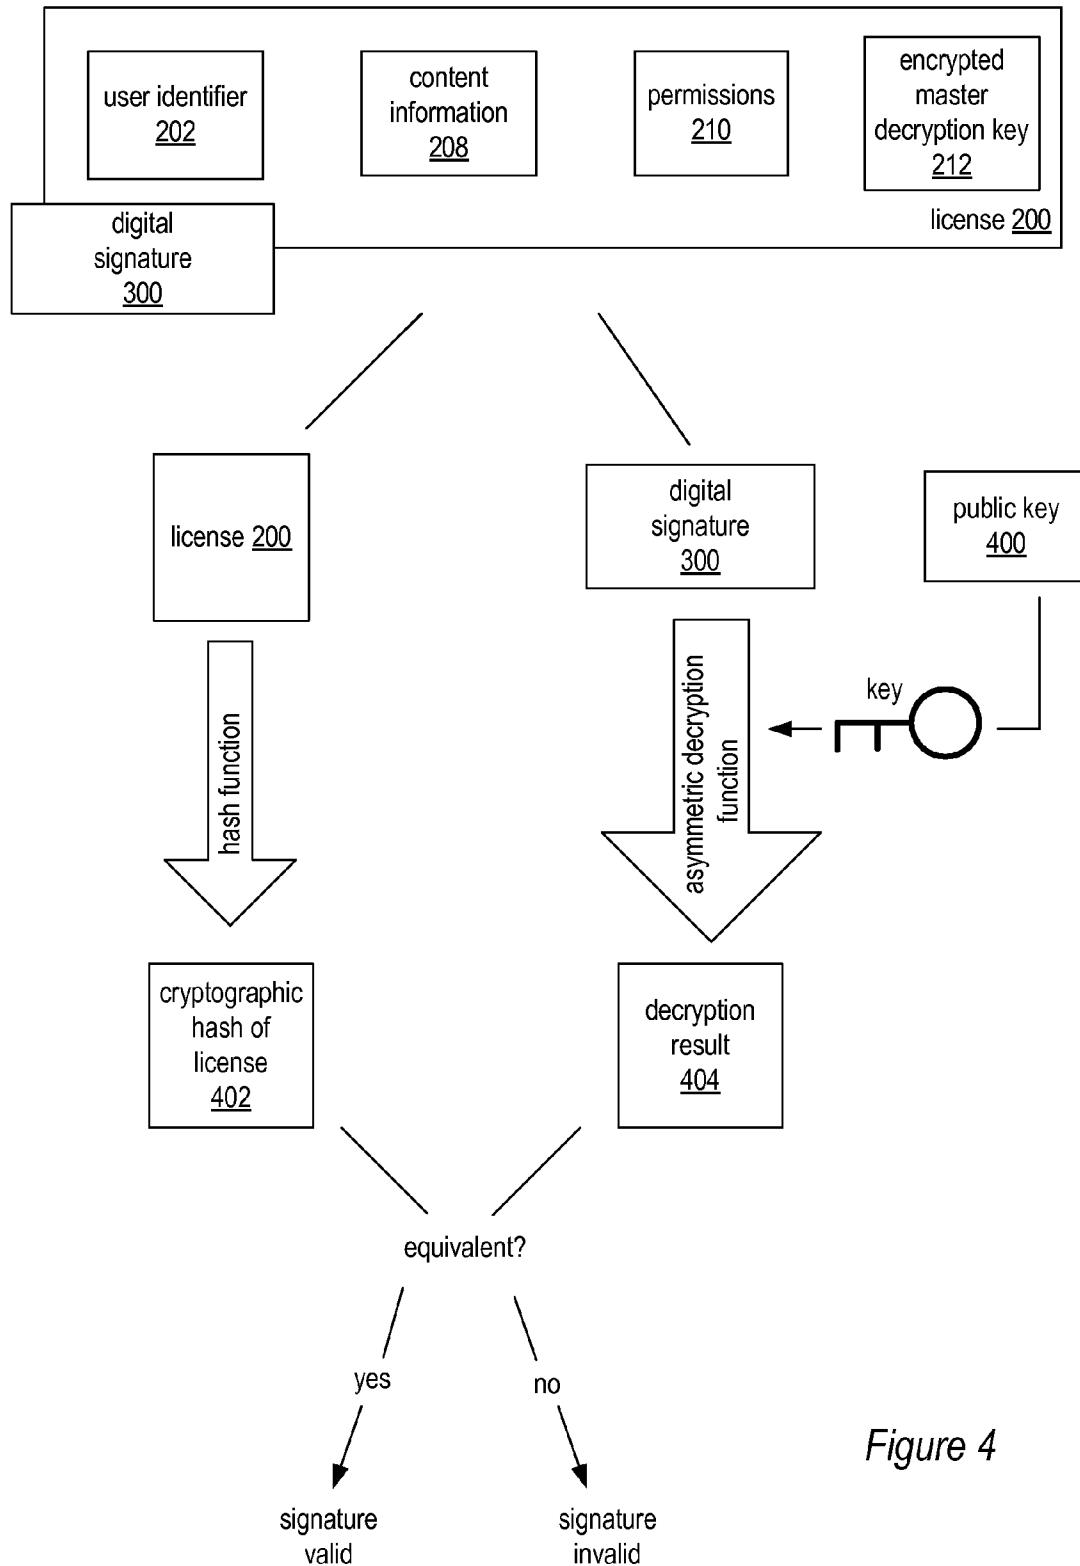 user identifier
202
content
information
208
permissions
210
encrypted
master
decryption key
212
license 200
digital
signature
300
license 200
digital
signature
300
public key
400
key
hash function
asymmetric decryption
function
cryptographic
hash of
license
402
decryption
result
404
equivalent?
yes
no
signature
valid
signature
invalid
Figure 4